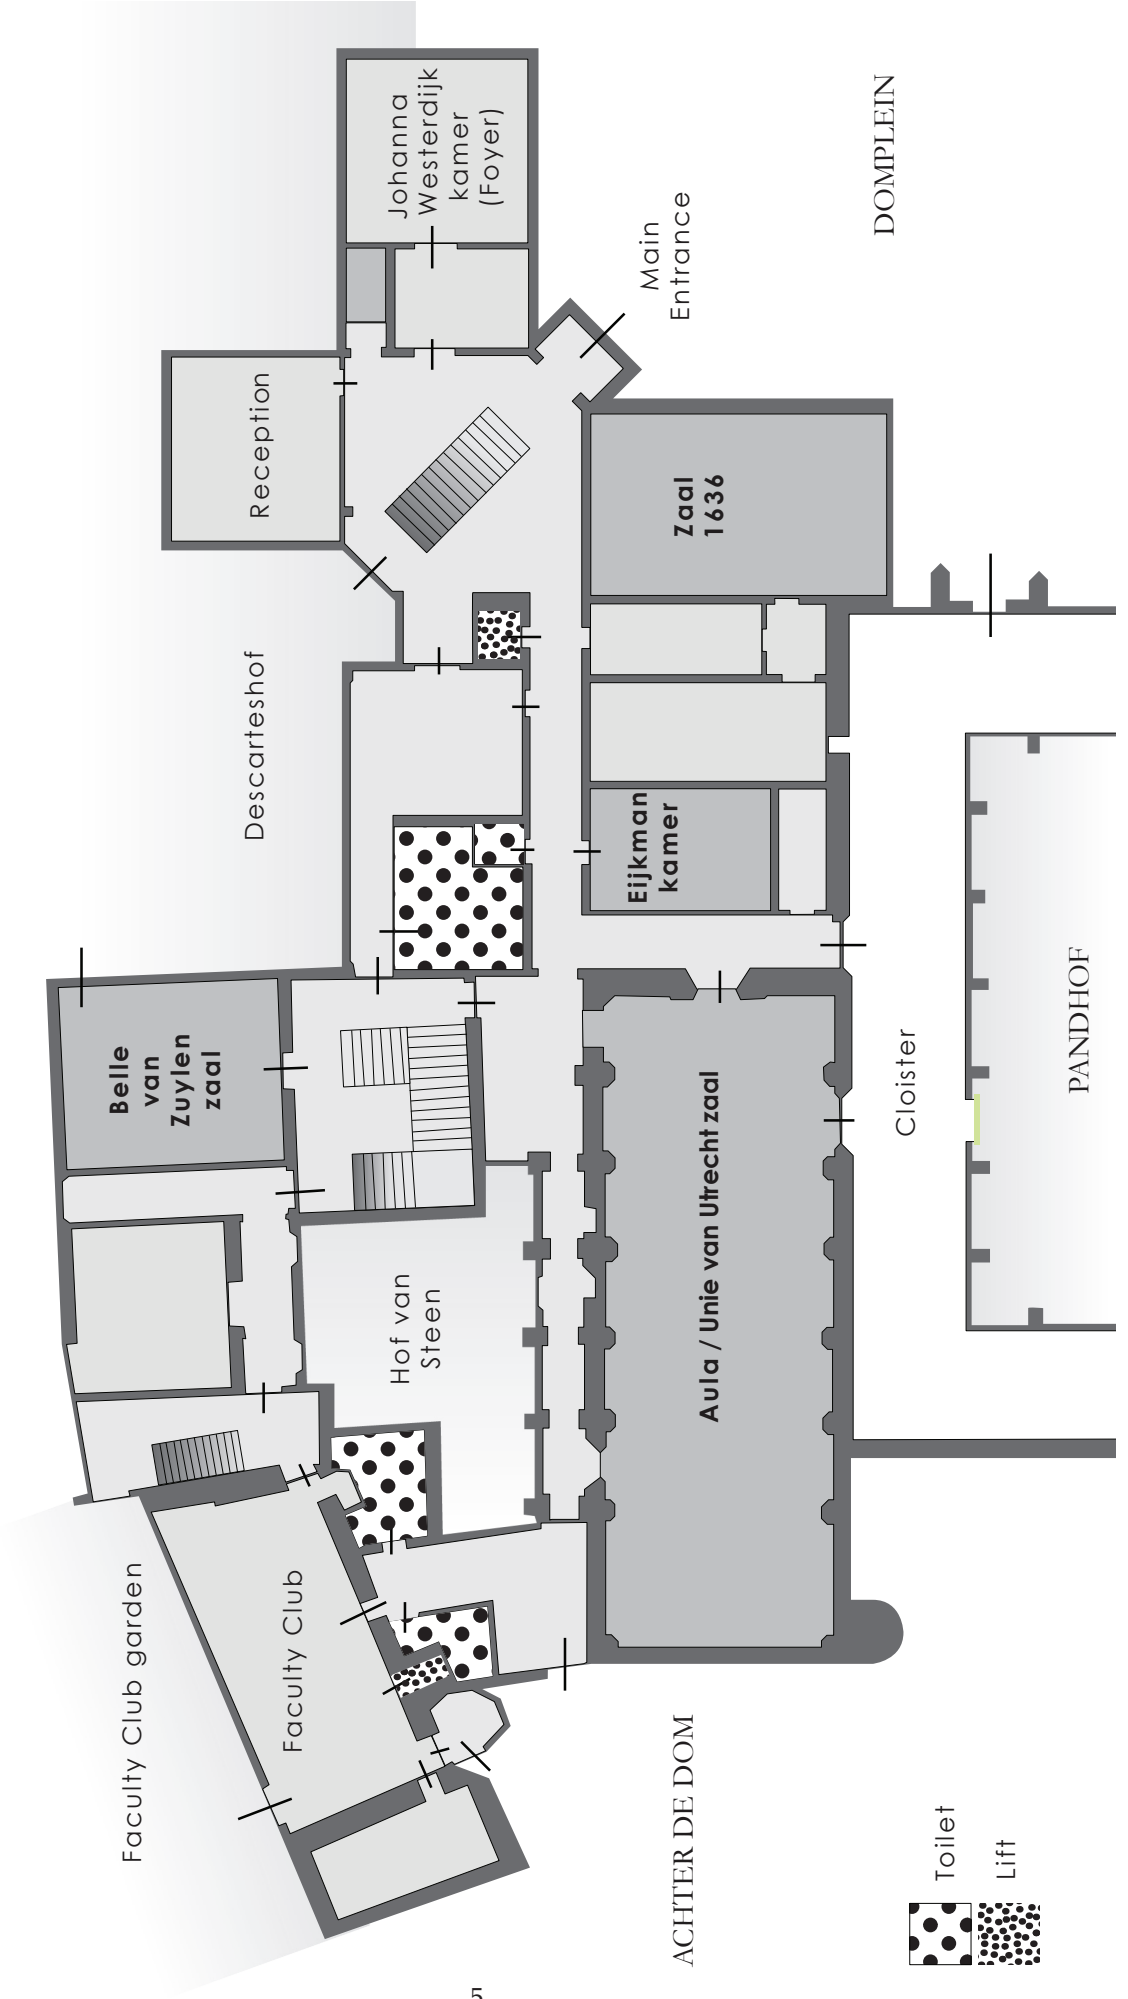 Johanna
Westerdijk
kamer
(Foyer)
DOMPLEIN
Main
Entrance
Reception
Zaal
1636
Descarteshof
Eijkman
kamer
Belle
van
Zuylen
zaal
Cloister
PANDHOF
Aula / Unie van Utrecht zaal
Hof van
Steen
Faculty Club garden
Faculty Club
ACHTER DE DOM
Toilet
Lift
5